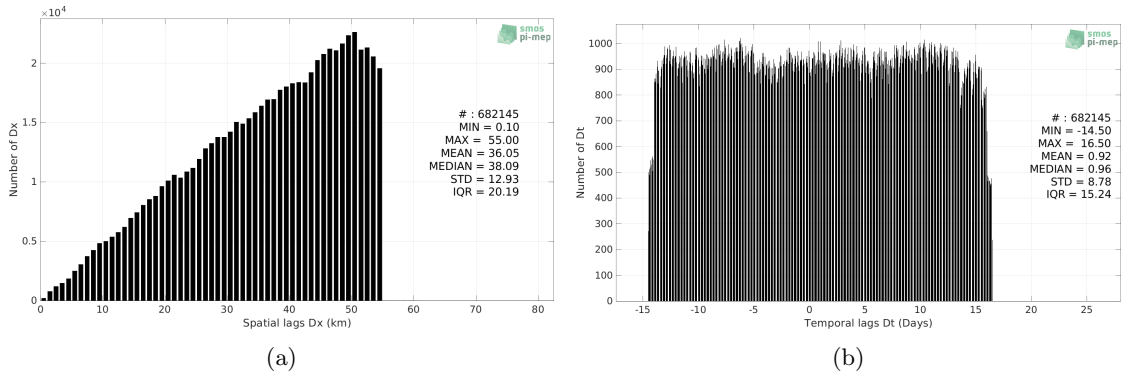 ×10⁴
smos
pi-mep
2
1.5
1
0.5
0
Number of Dx
# : 682145
MIN = 0.10
MAX = 55.00
MEAN = 36.05
MEDIAN = 38.09
STD = 12.93
IQR = 20.19
0 10 20 30 40 50 60 70 80
Spatial lags Dx (km)
(a)
smos
pi-mep
1000
900
800
700
600
500
400
300
200
100
0
Number of Dt
# : 682145
MIN = -14.50
MAX = 16.50
MEAN = 0.92
MEDIAN = 0.96
STD = 8.78
IQR = 15.24
-15 -10 -5 0 5 10 15 20 25
Temporal lags Dt (Days)
(b)